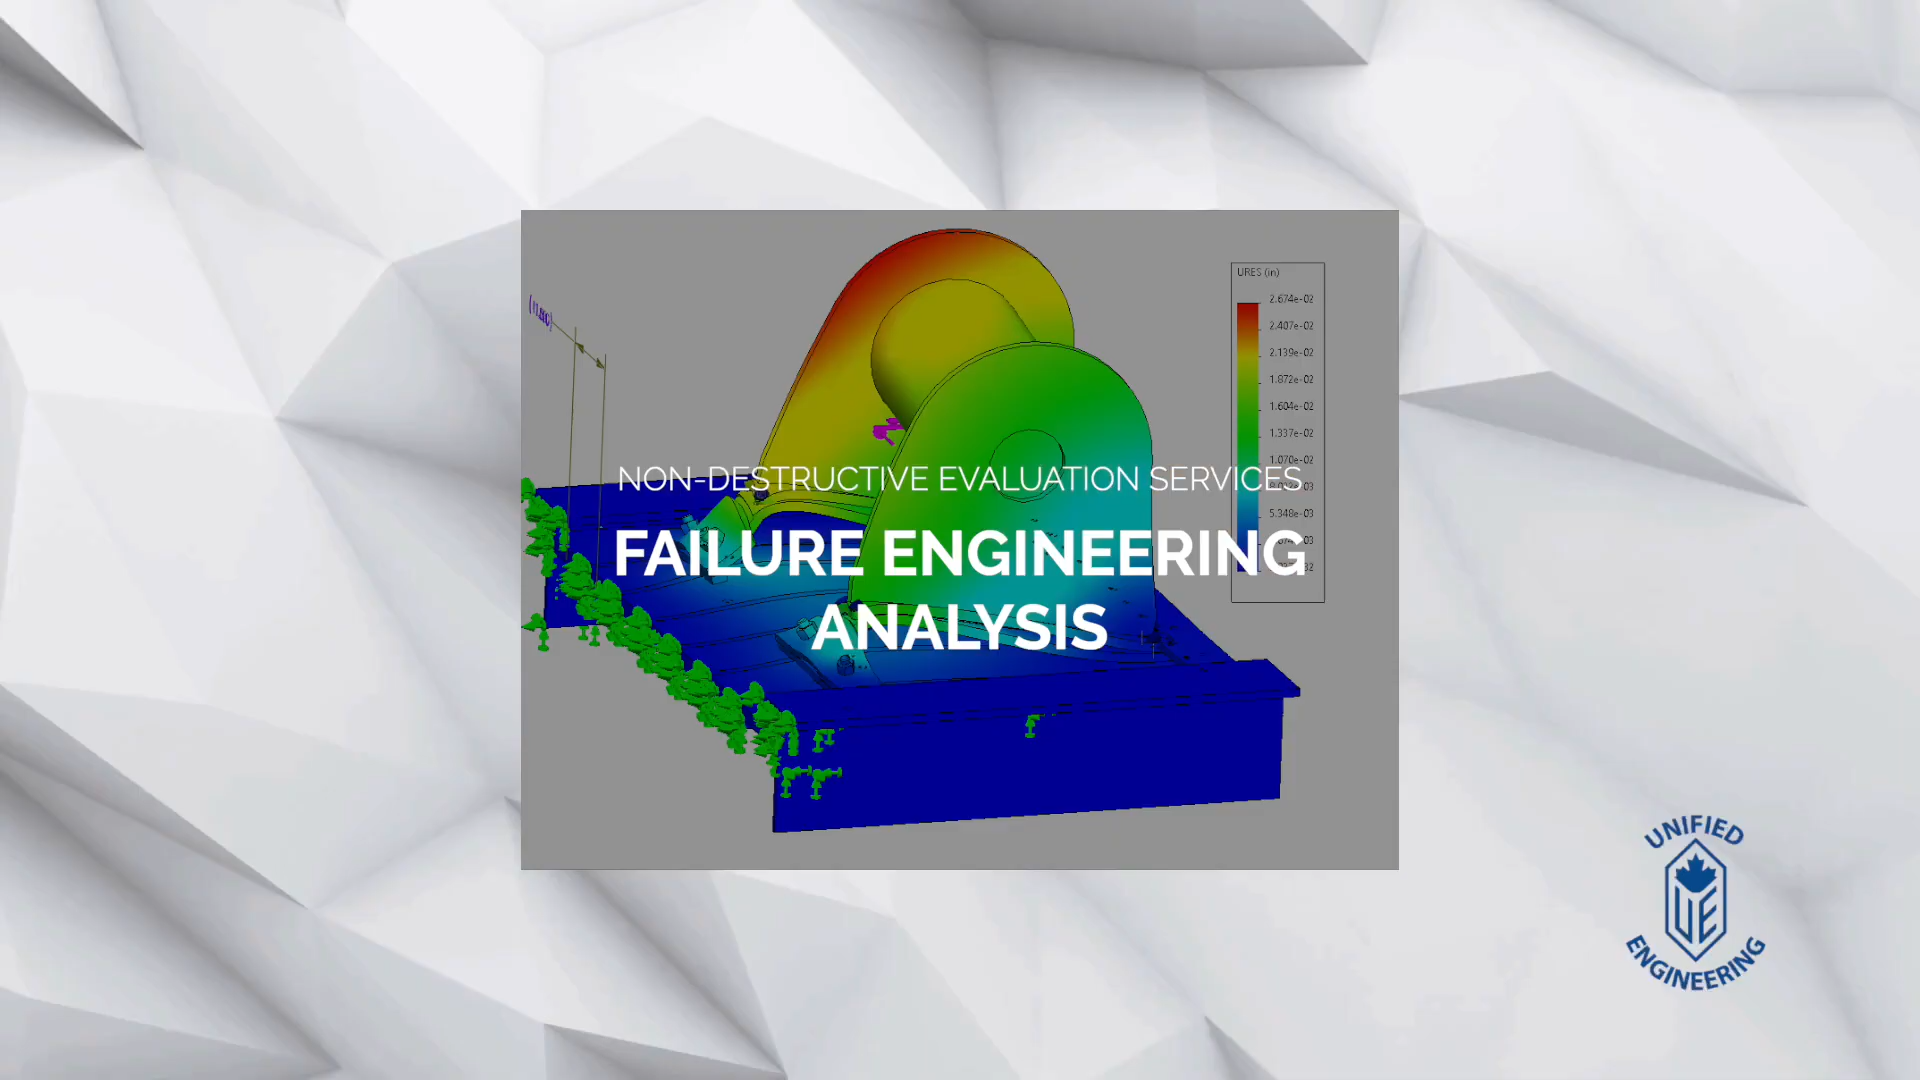 URES (in)
2.674e-02
2.407e-02
2.139e-02
1.872e-02
1.604e-02
1.337e-02
1.070e-02
NON-DESTRUCTIVE EVALUATION SERVICES
5.348e-03
FAILURE ENGINEERING
ANALYSIS
UNIFIED
UE
ENGINEERING